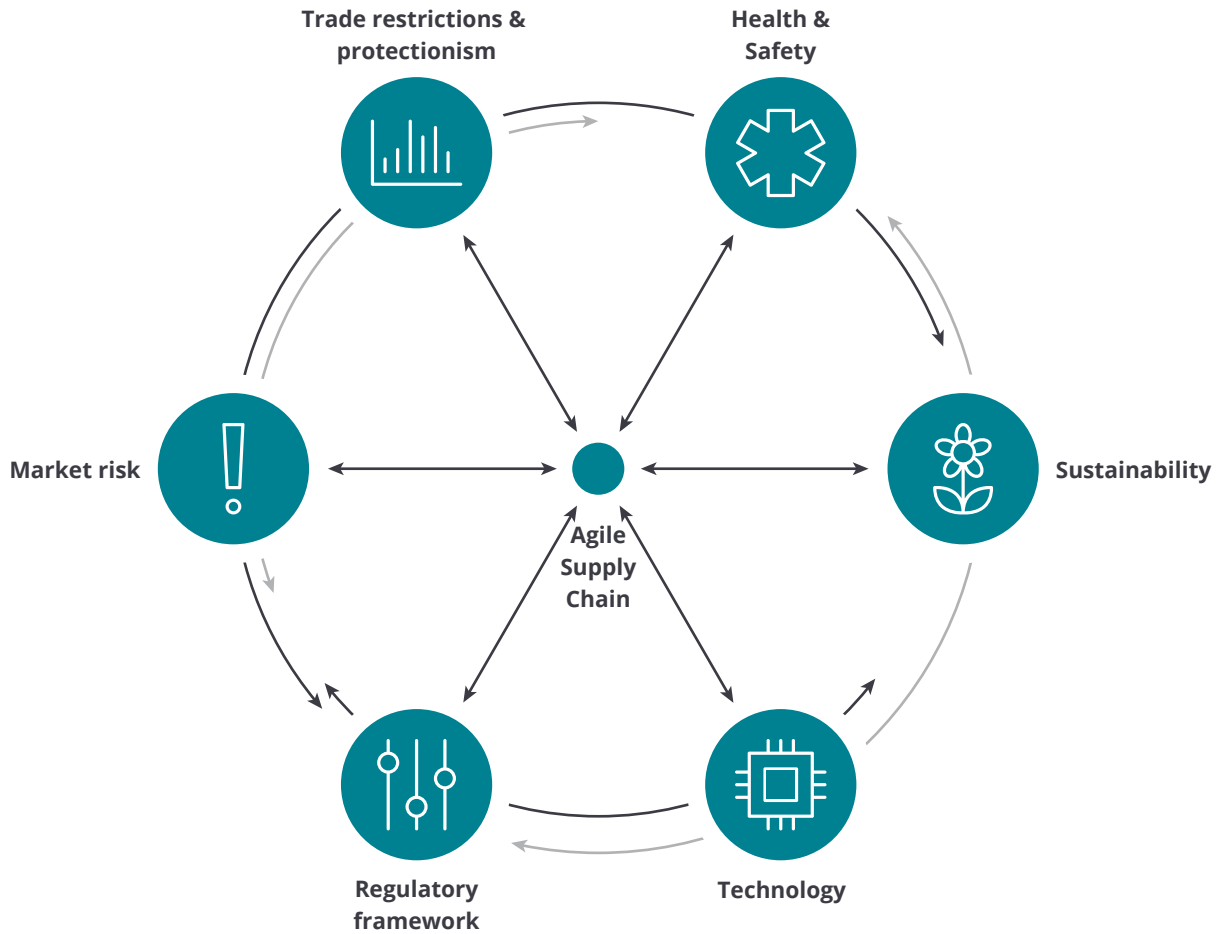 Trade restrictions &
protectionism
Health &
Safety
Market risk
Sustainability
Agile
Supply
Chain
Regulatory
framework
Technology